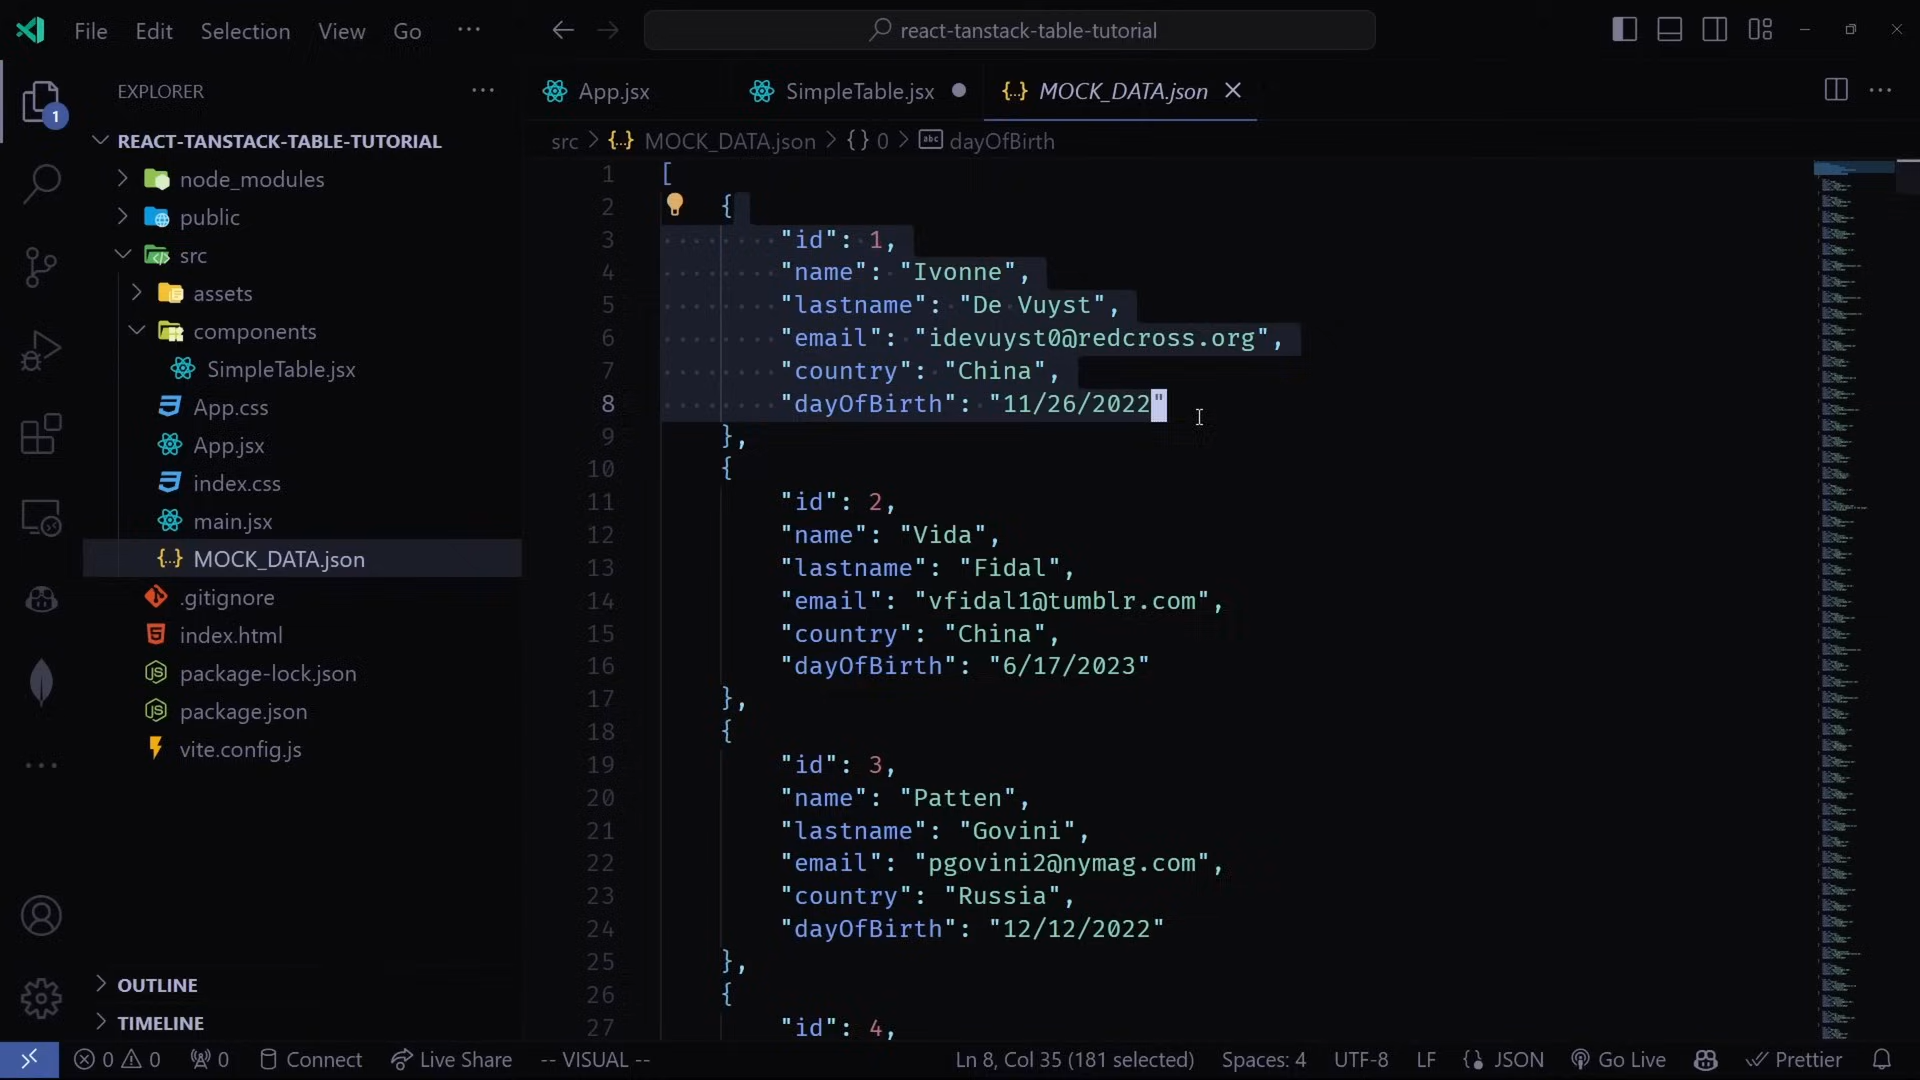 File Edit Selection View Go ··· react-tanstack-table-tutorial
EXPLORER ···
1
REACT-TANSTACK-TABLE-TUTORIAL
node_modules
public
src
assets
components
SimpleTable.jsx
App.css
App.jsx
index.css
main.jsx
MOCK_DATA.json
.gitignore
index.html
package-lock.json
package.json
vite.config.js
OUTLINE
TIMELINE
App.jsx SimpleTable.jsx MOCK_DATA.json
src > {..} MOCK_DATA.json > {} 0 > abc dayOfBirth
1 [
2 {
3 "id": 1,
4 "name": "Ivonne",
5 "lastname": "De Vuyst",
6 "email": "idevuyst0@redcross.org",
7 "country": "China",
8 "dayOfBirth": "11/26/2022"
9 },
10 {
11 "id": 2,
12 "name": "Vida",
13 "lastname": "Fidal",
14 "email": "vfidal1@tumblr.com",
15 "country": "China",
16 "dayOfBirth": "6/17/2023"
17 },
18 {
19 "id": 3,
20 "name": "Patten",
21 "lastname": "Govini",
22 "email": "pgovini2@nymag.com",
23 "country": "Russia",
24 "dayOfBirth": "12/12/2022"
25 },
26 {
27 "id": 4,
0 0 0 Connect Live Share -- VISUAL -- Ln 8, Col 35 (181 selected) Spaces: 4 UTF-8 LF JSON Go Live Prettier